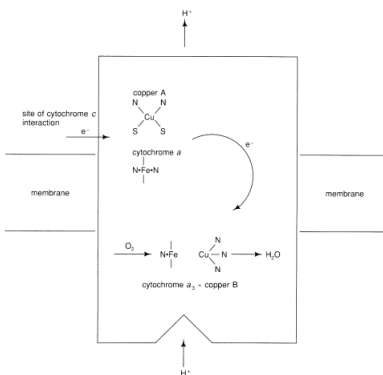 H⁺
copper A
N N
Cu
S S
site of cytochrome c
interaction
e⁻
cytochrome a
N•Fe•N
e⁻
membrane
membrane
O₂
N•Fe
N
Cu — N
N
H₂O
cytochrome a₃ - copper B
H⁺